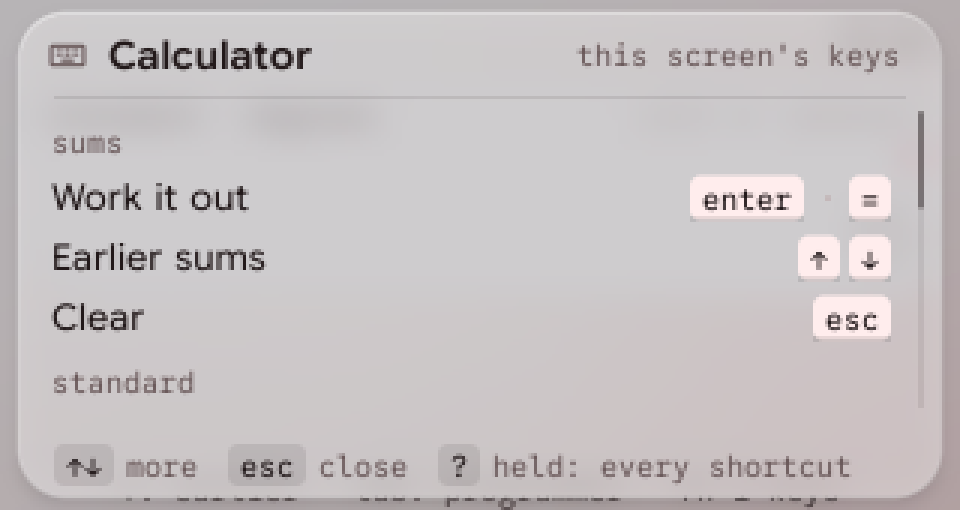 Calculator this screen's keys
sums
Work it out enter · =
Earlier sums ↑ ↓
Clear esc
standard
↑↓ more esc close ? held: every shortcut